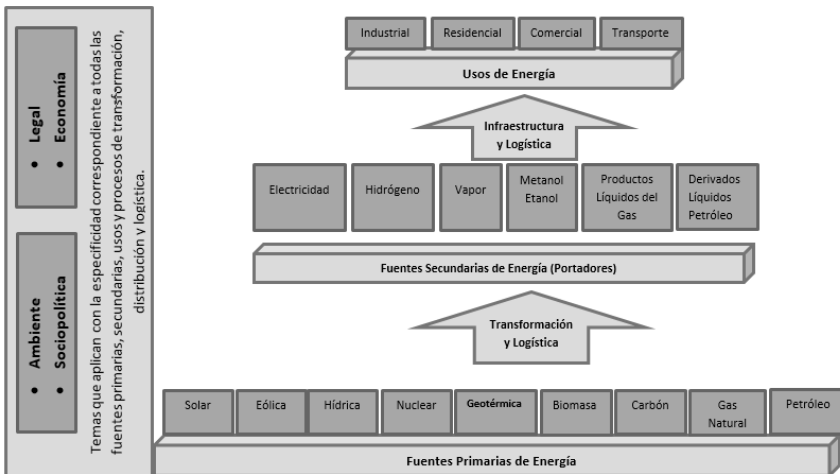 Legal
Economía
Ambiente
Sociopolítica
Temas que aplican con la especificidad correspondiente a todas las
fuentes primarias, secundarias, usos y procesos de transformación,
distribución y logística.
Industrial
Residencial
Comercial
Transporte
Usos de Energía
Infraestructura
y Logística
Electricidad
Hidrógeno
Vapor
Metanol
Etanol
Productos
Líquidos del
Gas
Derivados
Líquidos
Petróleo
Fuentes Secundarias de Energía (Portadores)
Transformación
y Logística
Solar
Eólica
Hídrica
Nuclear
Geotérmica
Biomasa
Carbón
Gas
Natural
Petróleo
Fuentes Primarias de Energía